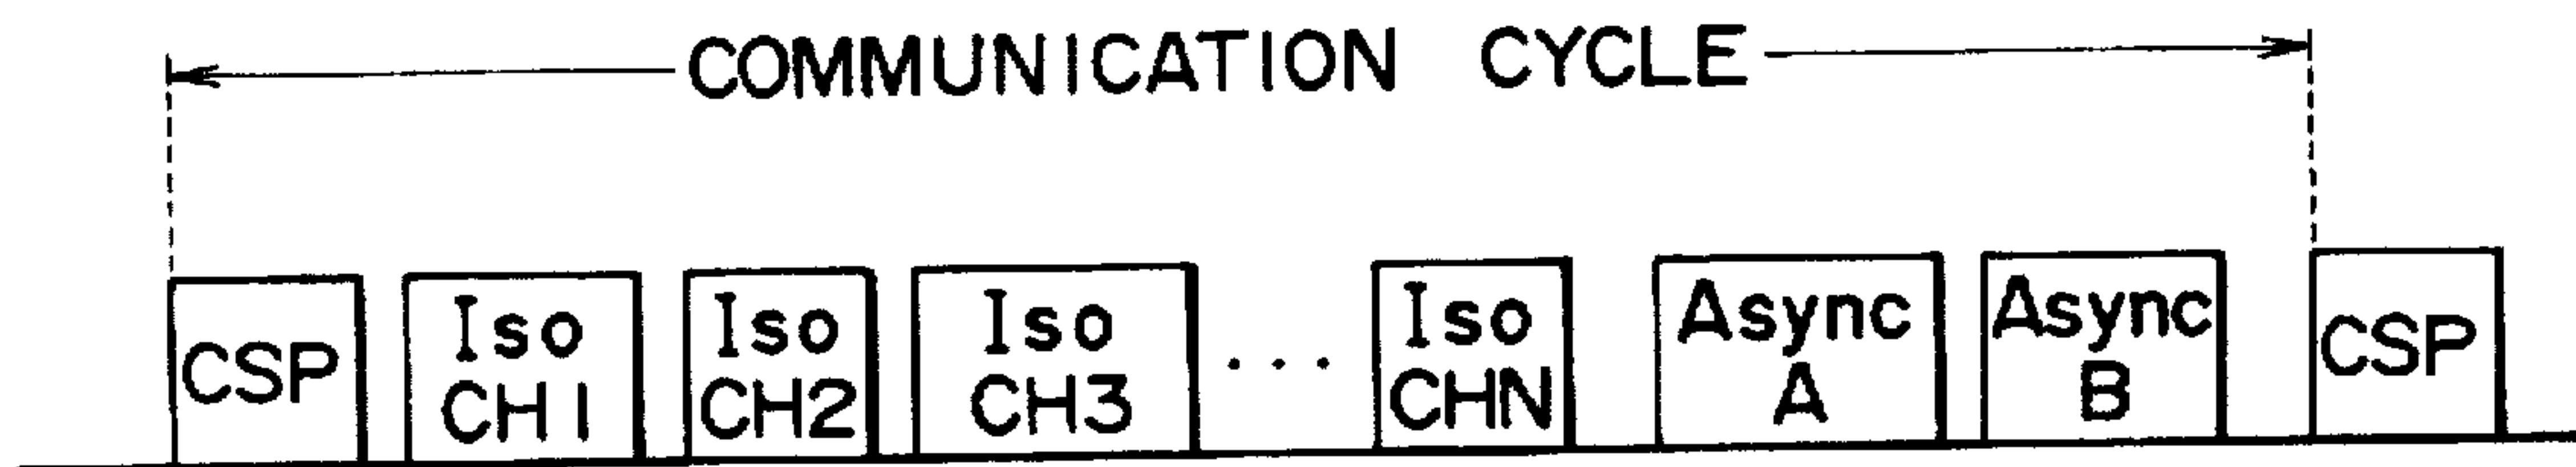 COMMUNICATION CYCLE
CSP
Iso
CH1
Iso
CH2
Iso
CH3
...
Iso
CHN
Async
A
Async
B
CSP